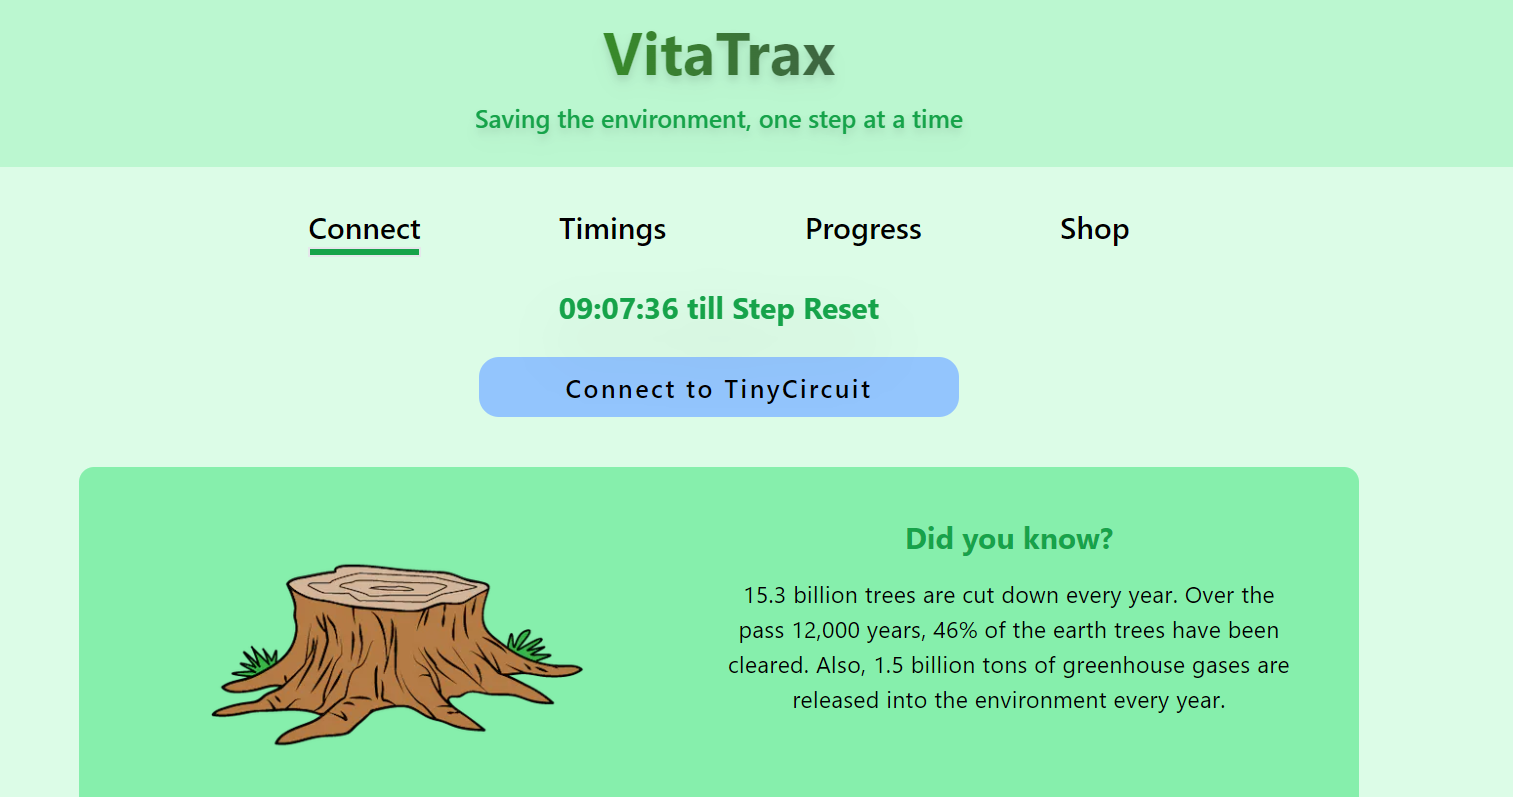 VitaTrax
Saving the environment, one step at a time
Connect Timings Progress Shop
09:07:36 till Step Reset
Connect to TinyCircuit
Did you know?
15.3 billion trees are cut down every year. Over the
pass 12,000 years, 46% of the earth trees have been
cleared. Also, 1.5 billion tons of greenhouse gases are
released into the environment every year.